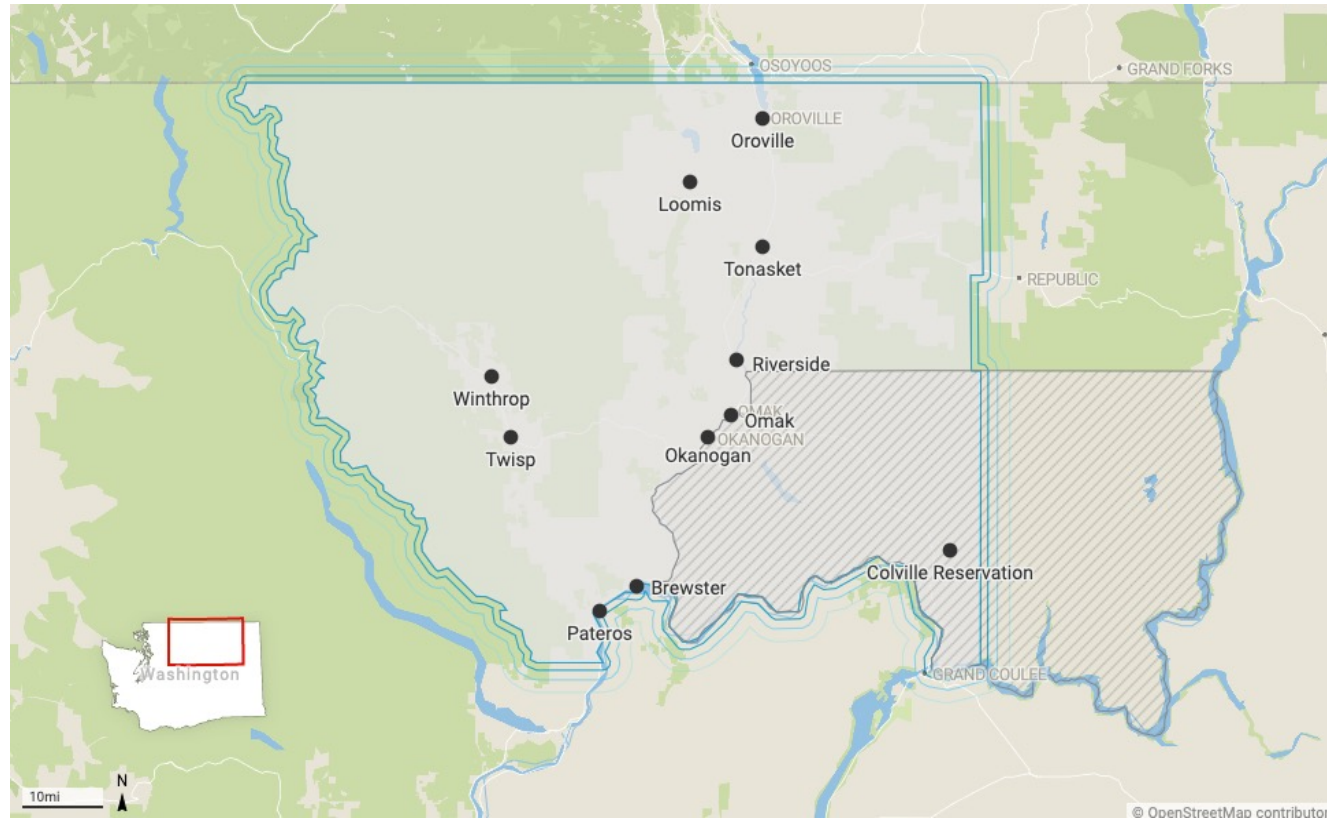 OSOYOOS
GRAND FORKS
OROVILLE
Oroville
Loomis
Tonasket
REPUBLIC
Riverside
Winthrop
OMAK
Omak
OKANOGAN
Okanogan
Twisp
Colville Reservation
Brewster
Pateros
GRAND COULEE
Washington
N
10mi
© OpenStreetMap contributor